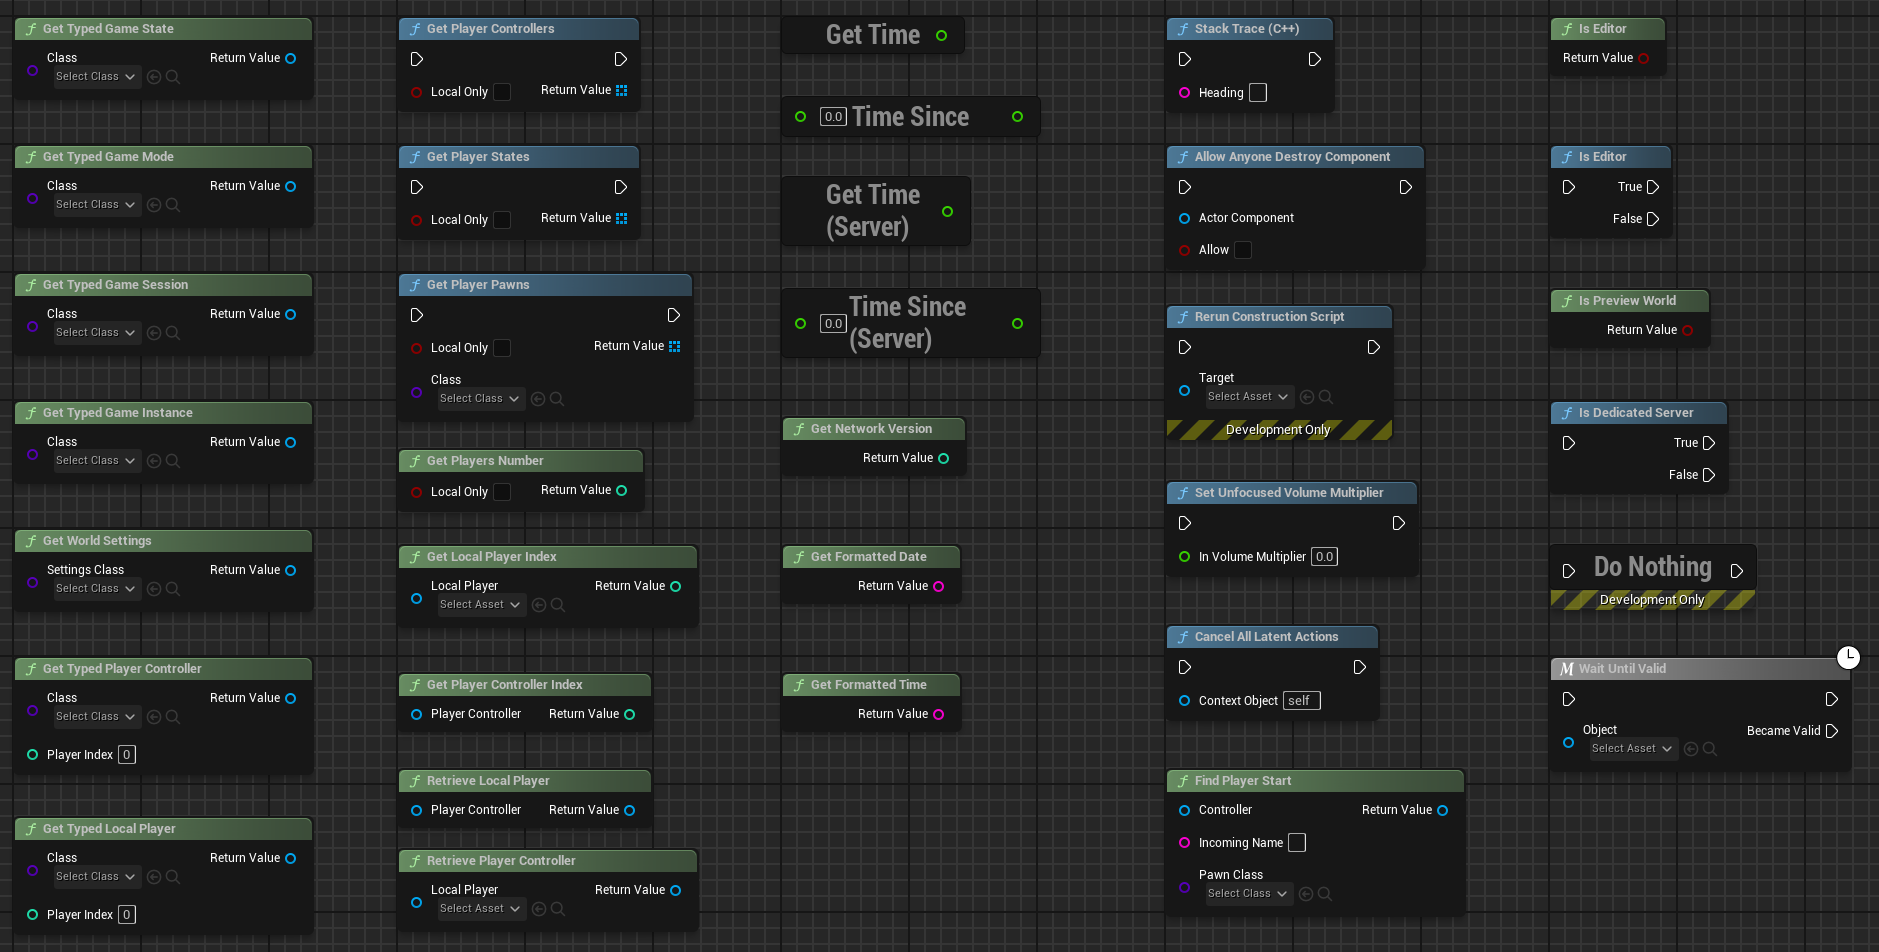 Get Typed Game State
Class
Return Value
Select Class
Get Typed Game Mode
Class
Return Value
Select Class
Get Typed Game Session
Class
Return Value
Select Class
Get Typed Game Instance
Class
Return Value
Select Class
Get World Settings
Settings Class
Return Value
Select Class
Get Typed Player Controller
Class
Return Value
Select Class
Player Index 0
Get Typed Local Player
Class
Return Value
Select Class
Player Index 0
Get Player Controllers
Local Only
Return Value
Get Player States
Local Only
Return Value
Get Player Pawns
Local Only
Return Value
Class
Select Class
Get Players Number
Local Only
Return Value
Get Local Player Index
Local Player
Return Value
Select Asset
Get Player Controller Index
Player Controller
Return Value
Retrieve Local Player
Player Controller
Return Value
Retrieve Player Controller
Local Player
Return Value
Select Asset
Get Time
0.0 Time Since
Get Time
(Server)
0.0
Time Since
(Server)
Get Network Version
Return Value
Get Formatted Date
Return Value
Get Formatted Time
Return Value
Stack Trace (C++)
Heading
Allow Anyone Destroy Component
Actor Component
Allow
Rerun Construction Script
Target
Select Asset
Development Only
Set Unfocused Volume Multiplier
In Volume Multiplier 0.0
Cancel All Latent Actions
Context Object self
Find Player Start
Controller
Return Value
Incoming Name
Pawn Class
Select Class
Is Editor
Return Value
Is Editor
True
False
Is Preview World
Return Value
Is Dedicated Server
True
False
Do Nothing
Development Only
Wait Until Valid
Object
Became Valid
Select Asset